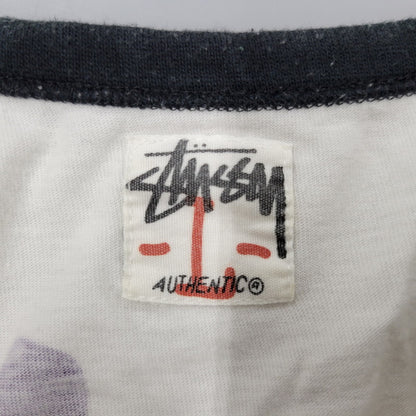 STÜSSY
- L -
AUTHENTIC®